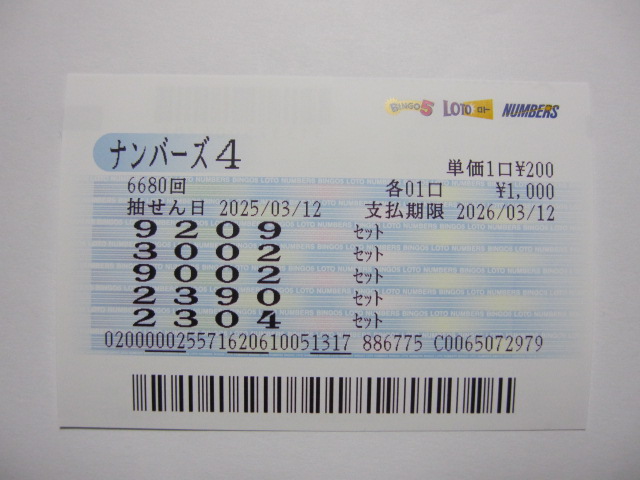 BINGO5 LOTO ロト NUMBERS
ナンバーズ4
単価1口¥200
6680回 各01口 ¥1,000
抽せん日 2025/03/12 支払期限 2026/03/12
9209 セット
3002 セット
9002 セット
2390 セット
2304 セット
020000025571620610051317 886775 C0065072979